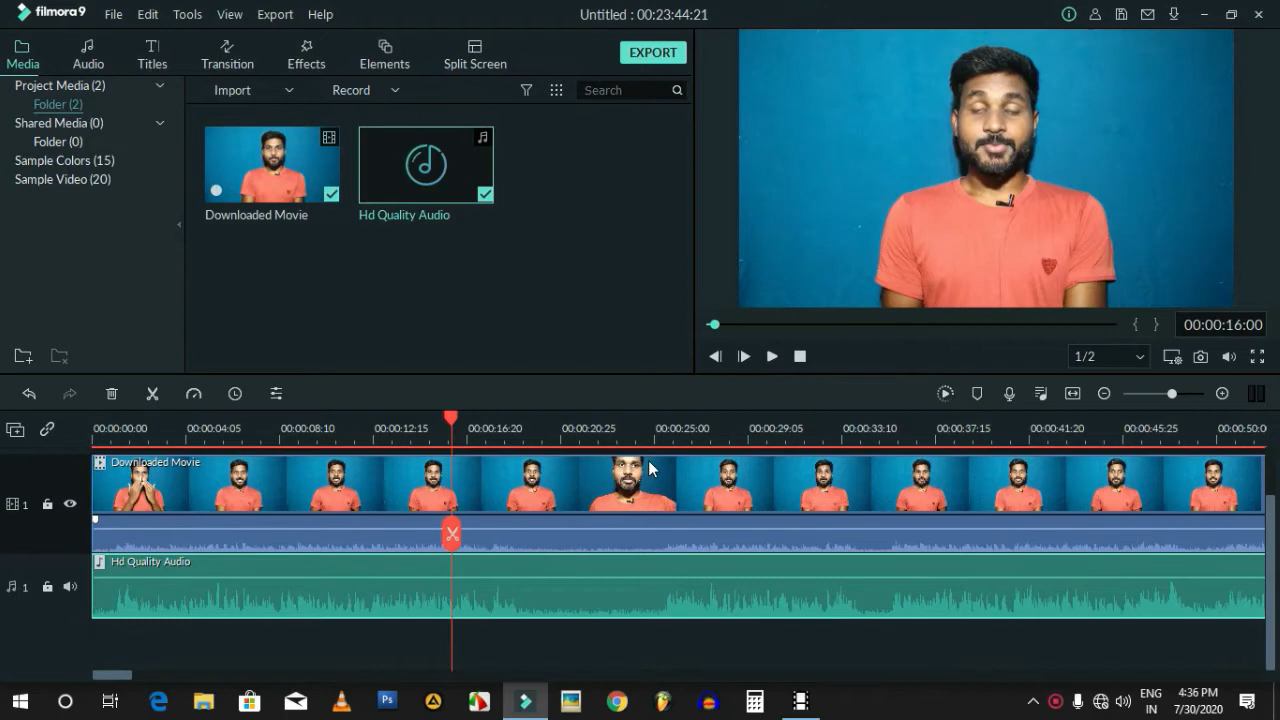 filmora9 File Edit Tools View Export Help Untitled : 00:23:44:21
Media Audio Titles Transition Effects Elements Split Screen EXPORT
Project Media (2)
Folder (2)
Shared Media (0)
Folder (0)
Sample Colors (15)
Sample Video (20)
Import Record Search
Downloaded Movie Hd Quality Audio
00:00:16:00
1/2
00:00:00:00 00:00:04:05 00:00:08:10 00:00:12:15 00:00:16:20 00:00:20:25 00:00:25:00 00:00:29:05 00:00:33:10 00:00:37:15 00:00:41:20 00:00:45:25 00:00:50:0
Downloaded Movie
1
Hd Quality Audio
1
Ps
ENG
IN
4:36 PM
7/30/2020